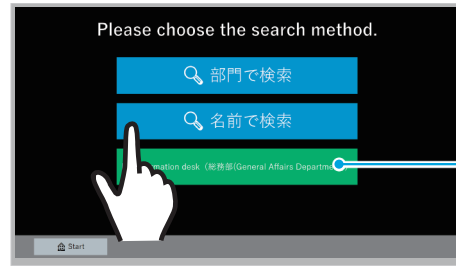 Please choose the search method.
部門で検索
名前で検索
mation desk（総務部(General Affairs Departme
Start